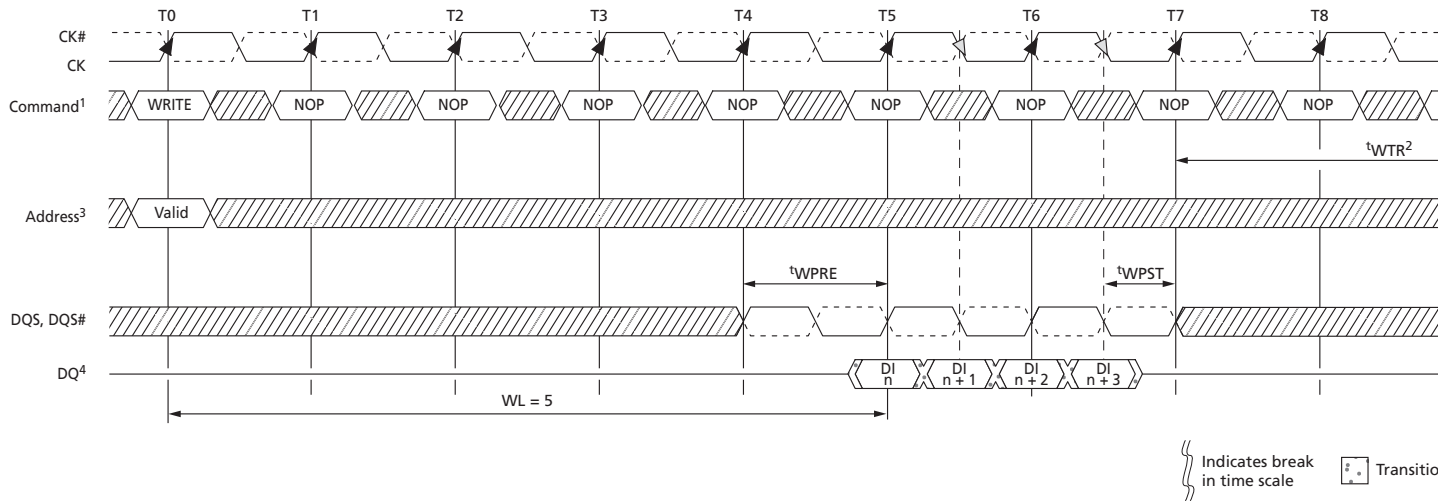 T0 T1 T2 T3 T4 T5 T6 T7 T8
CK#
CK
Command1 WRITE NOP NOP NOP NOP NOP NOP NOP NOP
tWTR2
Address3 Valid
tWPRE tWPST
DQS, DQS#
DQ4 DI n DI n + 1 DI n + 2 DI n + 3
WL = 5
Indicates break
in time scale
Transitio